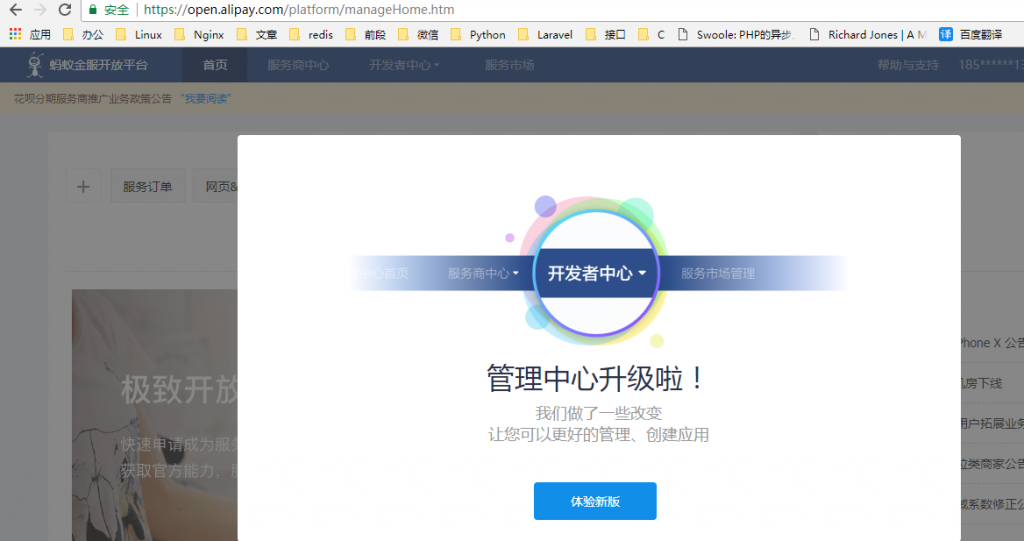 安全 https://open.alipay.com/platform/manageHome.htm
应用 办公 Linux Nginx 文章 redis 前段 微信 Python Laravel 接口 C Swoole: PHP的异步 Richard Jones | A M 译 百度翻译
蚂蚁金服开放平台 首页 服务商中心 开发者中心 服务市场 帮助与支持 185******13
花呗分期服务商推广业务政策公告 “我要阅读”
服务订单 网页&
中心首页 服务商中心 开发者中心 服务市场管理
管理中心升级啦！
我们做了一些改变
让您可以更好的管理、创建应用
体验新版
极致开放
快速申请成为服务
获取官方能力，
Phone X 公告
机房下线
用户拓展业务
位类商家公告
域系数修正公